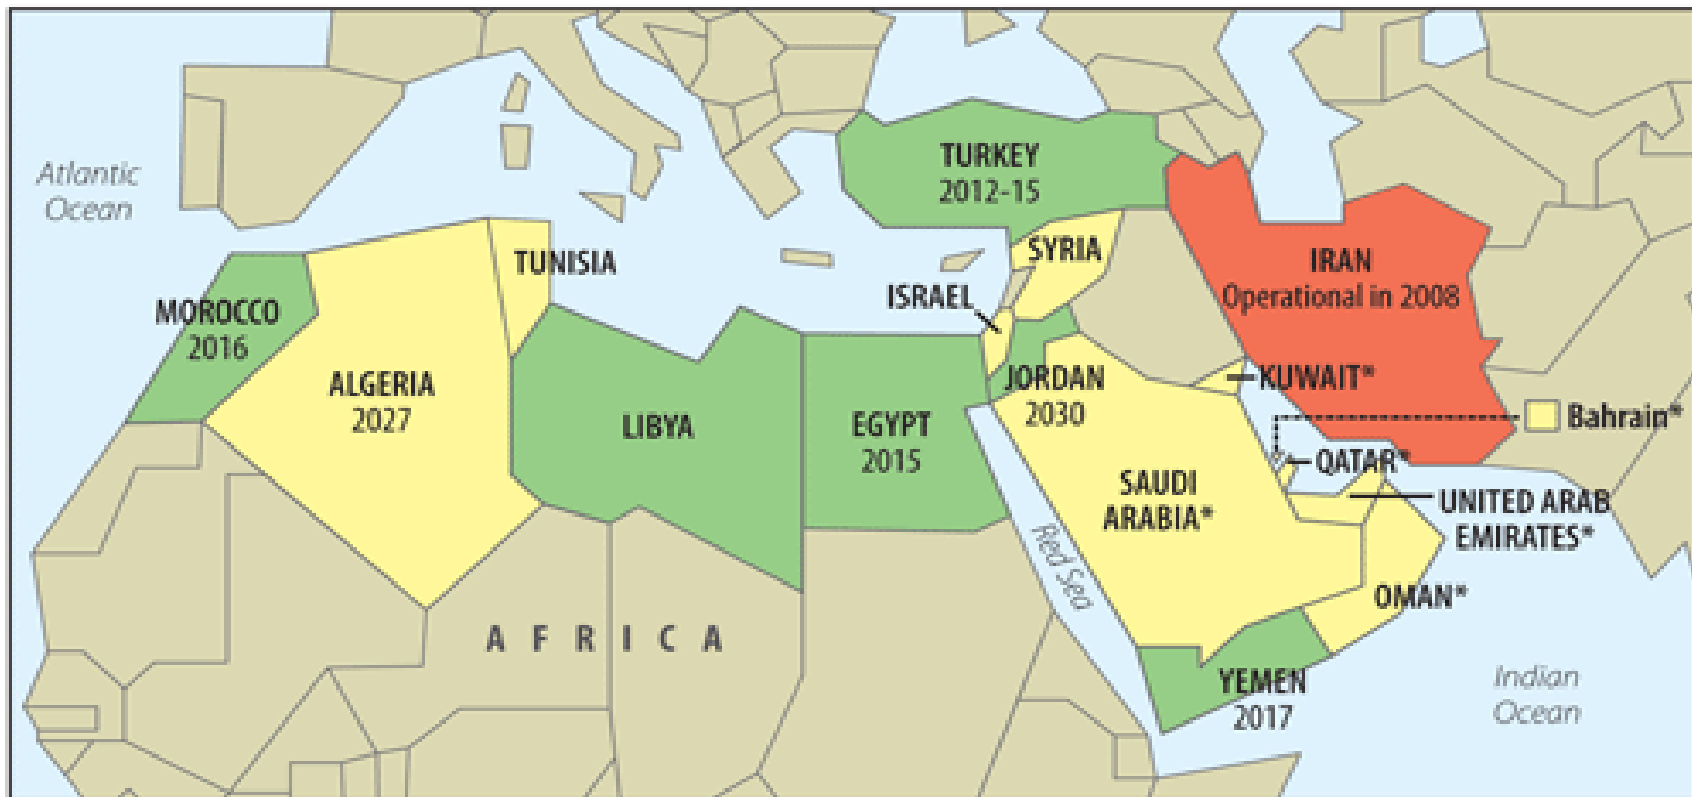 Atlantic
Ocean
TURKEY
2012-15
SYRIA
TUNISIA
IRAN
Operational in 2008
ISRAEL
MOROCCO
2016
ALGERIA
2027
JORDAN
2030
KUWAIT*
LIBYA
EGYPT
2015
Bahrain*
QATAR*
SAUDI
ARABIA*
UNITED ARAB
EMIRATES*
Red Sea
OMAN*
AFRICA
YEMEN
2017
Indian
Ocean